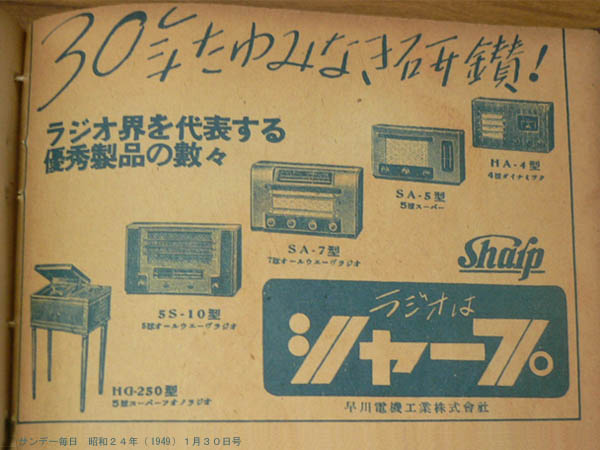 30年たゆみなき研鑽!
ラジオ界を代表する
優秀製品の數々
HA-4型
4球ダイナミック
SA-5型
5球スーパー
SA-7型
7球オールウエーヴラジオ
5S-10型
5球オールウエーヴラジオ
HG-250型
5球スーパーフオノラジオ
Sharp
ラジオは
シャープ。
早川電機工業株式會社
サンデー毎日 昭和24年(1949)1月30日号